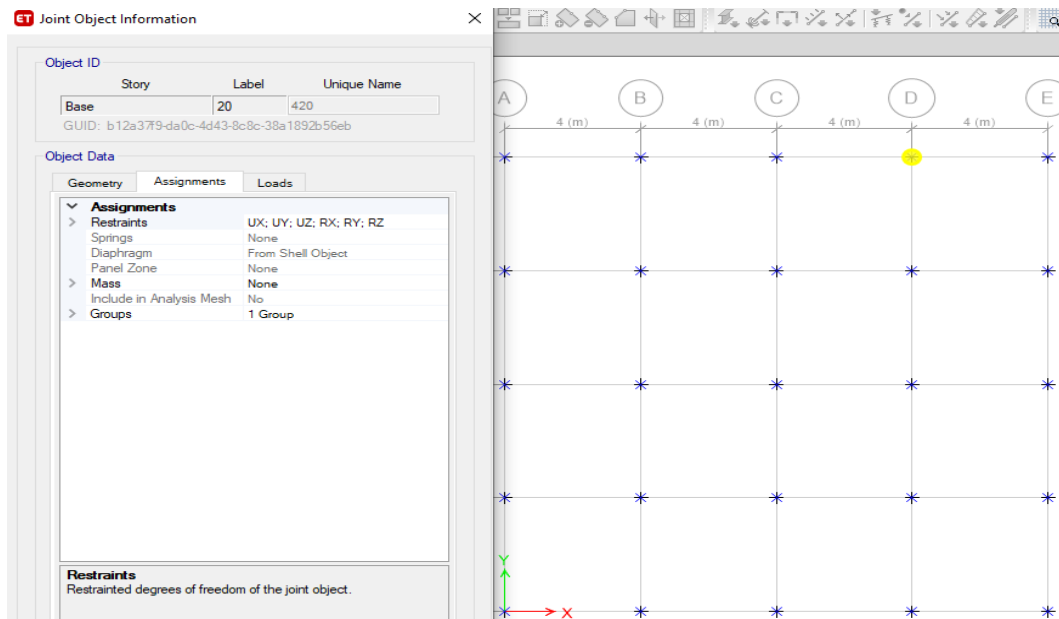 ET Joint Object Information
Object ID
Story Label Unique Name
Base 20 420
GUID: b12a37f9-da0c-4d43-8c8c-38a1892b56eb
Object Data
Geometry Assignments Loads
Assignments
Restraints UX; UY; UZ; RX; RY; RZ
Springs None
Diaphragm From Shell Object
Panel Zone None
Mass None
Include in Analysis Mesh No
Groups 1 Group
Restraints
Restrainted degrees of freedom of the joint object.
A B C D E
4 (m) 4 (m) 4 (m) 4 (m)
Y
X